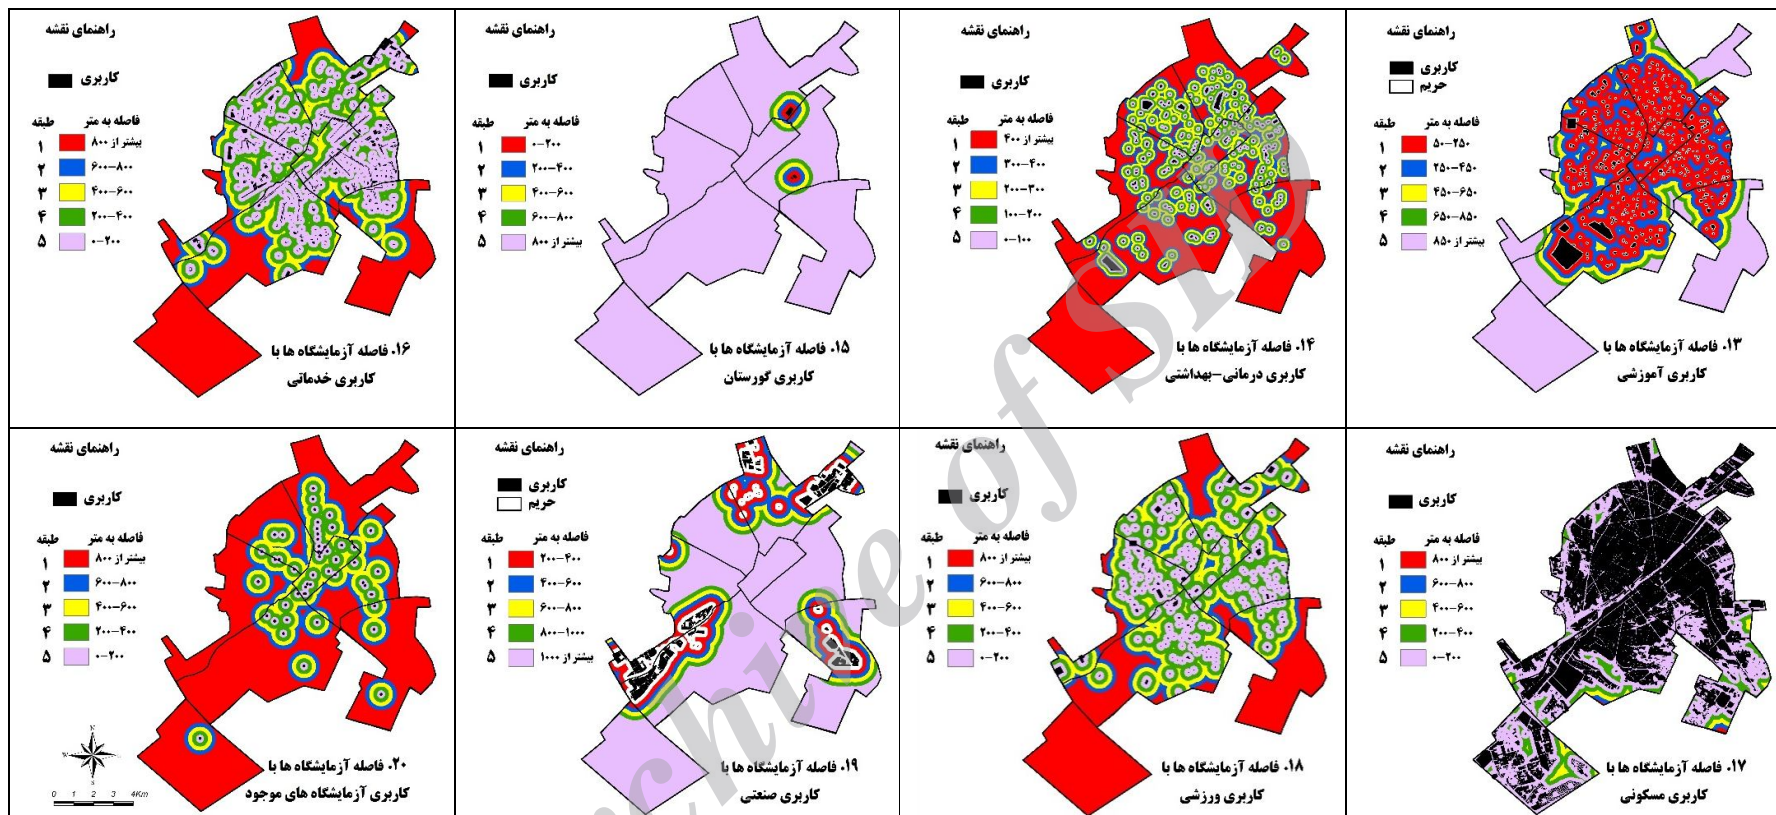 راهنمای نقشه
کاربری
حریم
فاصله به متر طبقه
۵۰-۲۵۰ ۱
۲۵۰-۴۵۰ ۲
۴۵۰-۶۵۰ ۳
۶۵۰-۸۵۰ ۴
بیشتر از ۸۵۰ ۵
۱۳. فاصله آزمایشگاه ها با
کاربری آموزشی
راهنمای نقشه
کاربری
فاصله به متر طبقه
بیشتر از ۴۰۰ ۱
۳۰۰-۴۰۰ ۲
۲۰۰-۳۰۰ ۳
۱۰۰-۲۰۰ ۴
۰-۱۰۰ ۵
۱۴. فاصله آزمایشگاه ها با
کاربری درمانی-بهداشتی
راهنمای نقشه
کاربری
فاصله به متر طبقه
۰-۲۰۰ ۱
۲۰۰-۴۰۰ ۲
۴۰۰-۶۰۰ ۳
۶۰۰-۸۰۰ ۴
بیشتر از ۸۰۰ ۵
۱۵. فاصله آزمایشگاه ها با
کاربری گورستان
راهنمای نقشه
کاربری
فاصله به متر طبقه
بیشتر از ۸۰۰ ۱
۶۰۰-۸۰۰ ۲
۴۰۰-۶۰۰ ۳
۲۰۰-۴۰۰ ۴
۰-۲۰۰ ۵
۱۶. فاصله آزمایشگاه ها با
کاربری خدماتی
راهنمای نقشه
کاربری
فاصله به متر طبقه
بیشتر از ۸۰۰ ۱
۶۰۰-۸۰۰ ۲
۴۰۰-۶۰۰ ۳
۲۰۰-۴۰۰ ۴
۰-۲۰۰ ۵
۱۷. فاصله آزمایشگاه ها با
کاربری مسکونی
راهنمای نقشه
کاربری
فاصله به متر طبقه
بیشتر از ۸۰۰ ۱
۶۰۰-۸۰۰ ۲
۴۰۰-۶۰۰ ۳
۲۰۰-۴۰۰ ۴
۰-۲۰۰ ۵
۱۸. فاصله آزمایشگاه ها با
کاربری ورزشی
راهنمای نقشه
کاربری
حریم
فاصله به متر طبقه
۲۰۰-۴۰۰ ۱
۴۰۰-۶۰۰ ۲
۶۰۰-۸۰۰ ۳
۸۰۰-۱۰۰۰ ۴
بیشتر از ۱۰۰۰ ۵
۱۹. فاصله آزمایشگاه ها با
کاربری صنعتی
راهنمای نقشه
کاربری
فاصله به متر طبقه
بیشتر از ۸۰۰ ۱
۶۰۰-۸۰۰ ۲
۴۰۰-۶۰۰ ۳
۲۰۰-۴۰۰ ۴
۰-۲۰۰ ۵
۲۰. فاصله آزمایشگاه ها با
کاربری آزمایشگاه های موجود
N
W E
S
0 1 2 3 4Km
chive of SID